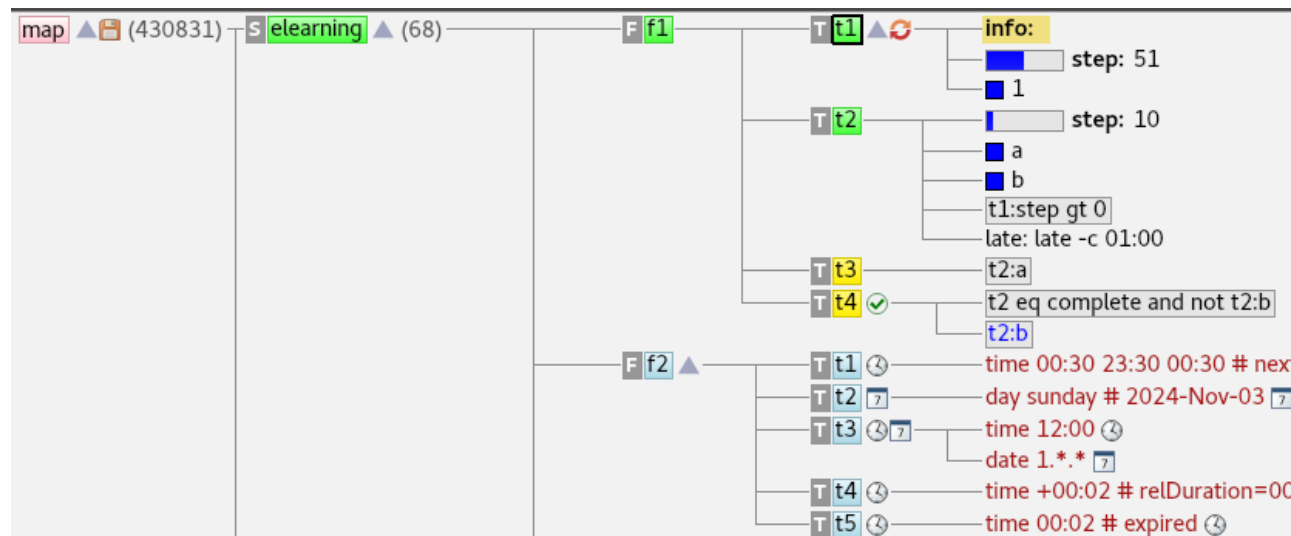 map (430831) S elearning (68) F f1 T t1 info:
step: 51
1
T t2 step: 10
a
b
t1:step gt 0
late: late -c 01:00
T t3 t2:a
T t4 t2 eq complete and not t2:b
t2:b
F f2 T t1 time 00:30 23:30 00:30 # next
T t2 day sunday # 2024-Nov-03 7
T t3 7 time 12:00
date 1.*.* 7
T t4 time +00:02 # relDuration=00
T t5 time 00:02 # expired